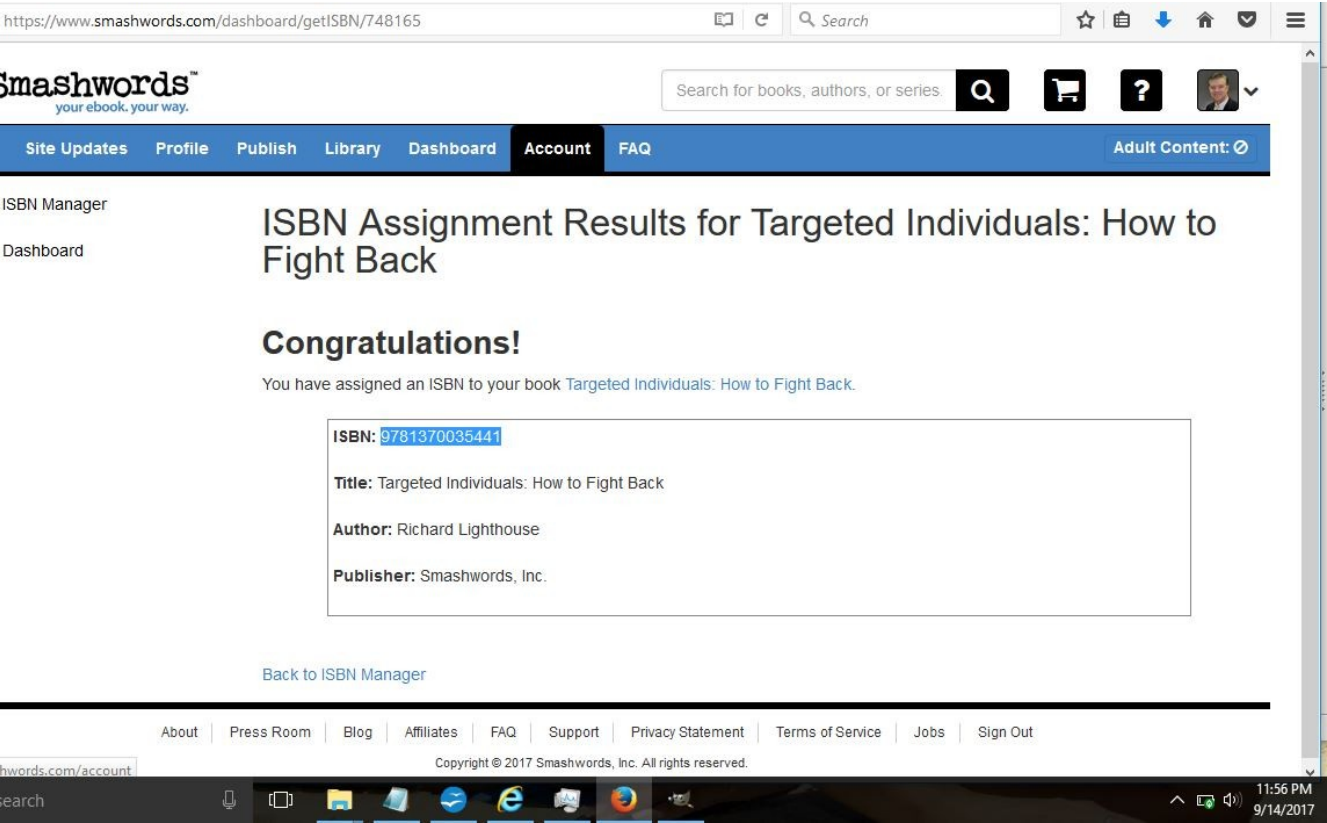 https://www.smashwords.com/dashboard/getISBN/748165
Search
Smashwords™
your ebook. your way.
Search for books, authors, or series.
?
Site Updates Profile Publish Library Dashboard Account FAQ Adult Content:
ISBN Manager
Dashboard
ISBN Assignment Results for Targeted Individuals: How to
Fight Back
Congratulations!
You have assigned an ISBN to your book Targeted Individuals: How to Fight Back.
ISBN: 9781370035441
Title: Targeted Individuals: How to Fight Back
Author: Richard Lighthouse
Publisher: Smashwords, Inc.
Back to ISBN Manager
About Press Room Blog Affiliates FAQ Support Privacy Statement Terms of Service Jobs Sign Out
Copyright © 2017 Smashwords, Inc. All rights reserved.
hwords.com/account
search
11:56 PM
9/14/2017